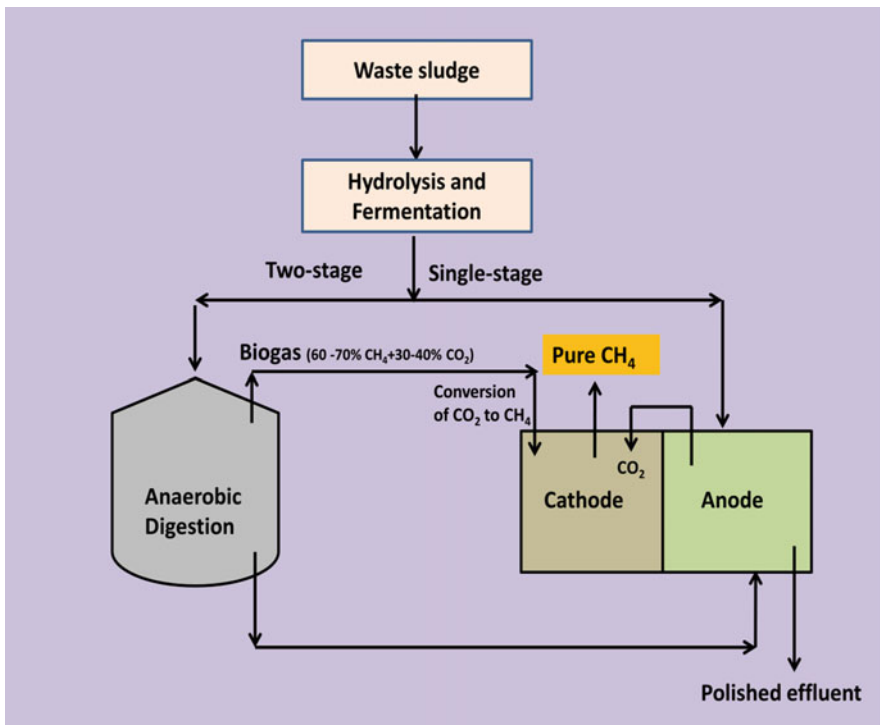 Waste sludge
Hydrolysis and
Fermentation
Two-stage
Single-stage
Biogas (60 -70% CH₄+30-40% CO₂)
Pure CH₄
Conversion
of CO₂ to CH₄
CO₂
Anaerobic
Digestion
Cathode
Anode
Polished effluent